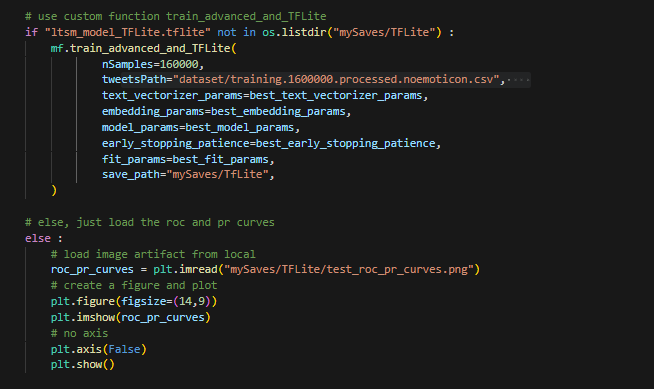 # use custom function train_advanced_and_TFLite
if "ltsm_model_TFLite.tflite" not in os.listdir("mySaves/TFLite") :
    mf.train_advanced_and_TFLite(
            nSamples=160000,
            tweetsPath="dataset/training.1600000.processed.noemoticon.csv",
            text_vectorizer_params=best_text_vectorizer_params,
            embedding_params=best_embedding_params,
            model_params=best_model_params,
            early_stopping_patience=best_early_stopping_patience,
            fit_params=best_fit_params,
            save_path="mySaves/TfLite",
    )
# else, just load the roc and pr curves
else :
    # load image artifact from local
    roc_pr_curves = plt.imread("mySaves/TFLite/test_roc_pr_curves.png")
    # create a figure and plot
    plt.figure(figsize=(14,9))
    plt.imshow(roc_pr_curves)
    # no axis
    plt.axis(False)
    plt.show()